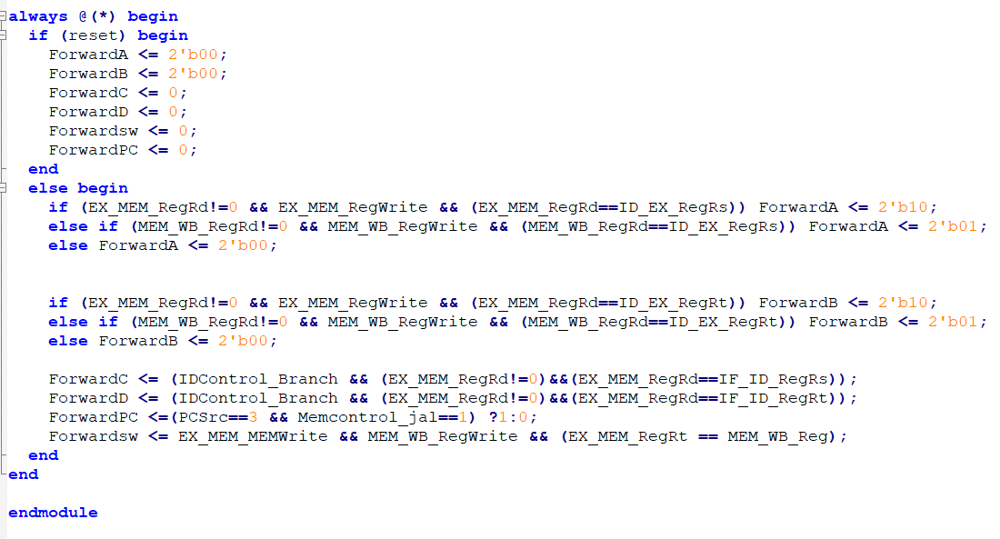 always @(*) begin
if (reset) begin
ForwardA <= 2'b00;
ForwardB <= 2'b00;
ForwardC <= 0;
ForwardD <= 0;
Forwardsw <= 0;
ForwardPC <= 0;
end
else begin
if (EX_MEM_RegRd!=0 && EX_MEM_RegWrite && (EX_MEM_RegRd==ID_EX_RegRs)) ForwardA <= 2'b10;
else if (MEM_WB_RegRd!=0 && MEM_WB_RegWrite && (MEM_WB_RegRd==ID_EX_RegRs)) ForwardA <= 2'b01;
else ForwardA <= 2'b00;
if (EX_MEM_RegRd!=0 && EX_MEM_RegWrite && (EX_MEM_RegRd==ID_EX_RegRt)) ForwardB <= 2'b10;
else if (MEM_WB_RegRd!=0 && MEM_WB_RegWrite && (MEM_WB_RegRd==ID_EX_RegRt)) ForwardB <= 2'b01;
else ForwardB <= 2'b00;
ForwardC <= (IDControl_Branch && (EX_MEM_RegRd!=0)&&(EX_MEM_RegRd==IF_ID_RegRs));
ForwardD <= (IDControl_Branch && (EX_MEM_RegRd!=0)&&(EX_MEM_RegRd==IF_ID_RegRt));
ForwardPC <=(PCSrc==3 && Memcontrol_jal==1) ?1:0;
Forwardsw <= EX_MEM_MEMWrite && MEM_WB_RegWrite && (EX_MEM_RegRt == MEM_WB_Reg);
end
end
endmodule